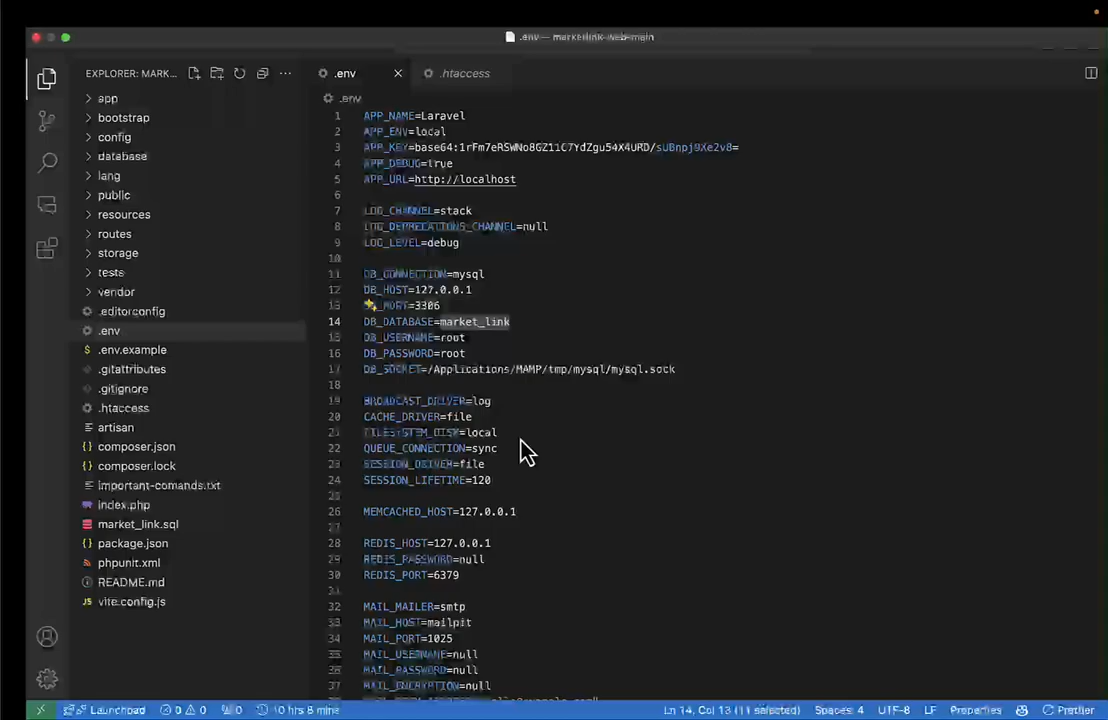 .env — marketlink-web-main
EXPLORER: MARK...
app
bootstrap
config
database
lang
public
resources
routes
storage
tests
vendor
.editorconfig
.env
.env.example
.gitattributes
.gitignore
.htaccess
artisan
composer.json
composer.lock
important-comands.txt
index.php
market_link.sql
package.json
phpunit.xml
README.md
vite.config.js
.env
.htaccess
.env
1 APP_NAME=Laravel
2 APP_ENV=local
3
4 APP_DEBUG=true
5 APP_URL=http://localhost
6
7 LOG_CHANNEL=stack
8 LOG_DEPRECATIONS_CHANNEL=null
9 LOG_LEVEL=debug
10
11 DB_CONNECTION=mysql
12 DB_HOST=127.0.0.1
13 DB_PORT=3306
14 DB_DATABASE=market_link
15 DB_USERNAME=root
16 DB_PASSWORD=root
17 DB_SOCKET=/Applications/MAMP/tmp/mysql/mysql.sock
18
19 BROADCAST_DRIVER=log
20 CACHE_DRIVER=file
21 FILESYSTEM_DISK=local
22 QUEUE_CONNECTION=sync
23 SESSION_DRIVER=file
24 SESSION_LIFETIME=120
25
26 MEMCACHED_HOST=127.0.0.1
27
28 REDIS_HOST=127.0.0.1
29 REDIS_PASSWORD=null
30 REDIS_PORT=6379
31
32 MAIL_MAILER=smtp
33 MAIL_HOST=mailpit
34 MAIL_PORT=1025
35 MAIL_USERNAME=null
36 MAIL_PASSWORD=null
37 MAIL_ENCRYPTION=null
Launchpad 0 0 0 10 hrs 8 mins Ln 14, Col 13 (11 selected) Spaces: 4 UTF-8 LF Properties Prettier